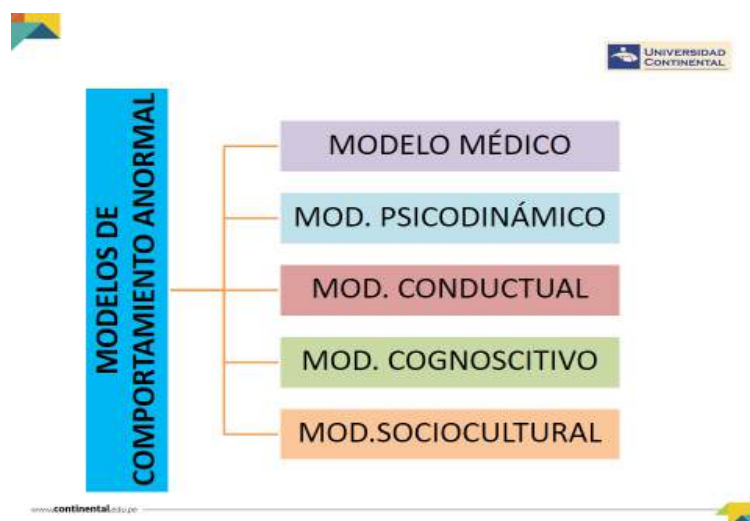 UNIVERSIDAD
CONTINENTAL
MODELOS DE
COMPORTAMIENTO ANORMAL
MODELO MÉDICO
MOD. PSICODINÁMICO
MOD. CONDUCTUAL
MOD. COGNOSCITIVO
MOD.SOCIOCULTURAL
www.continental.edu.pe